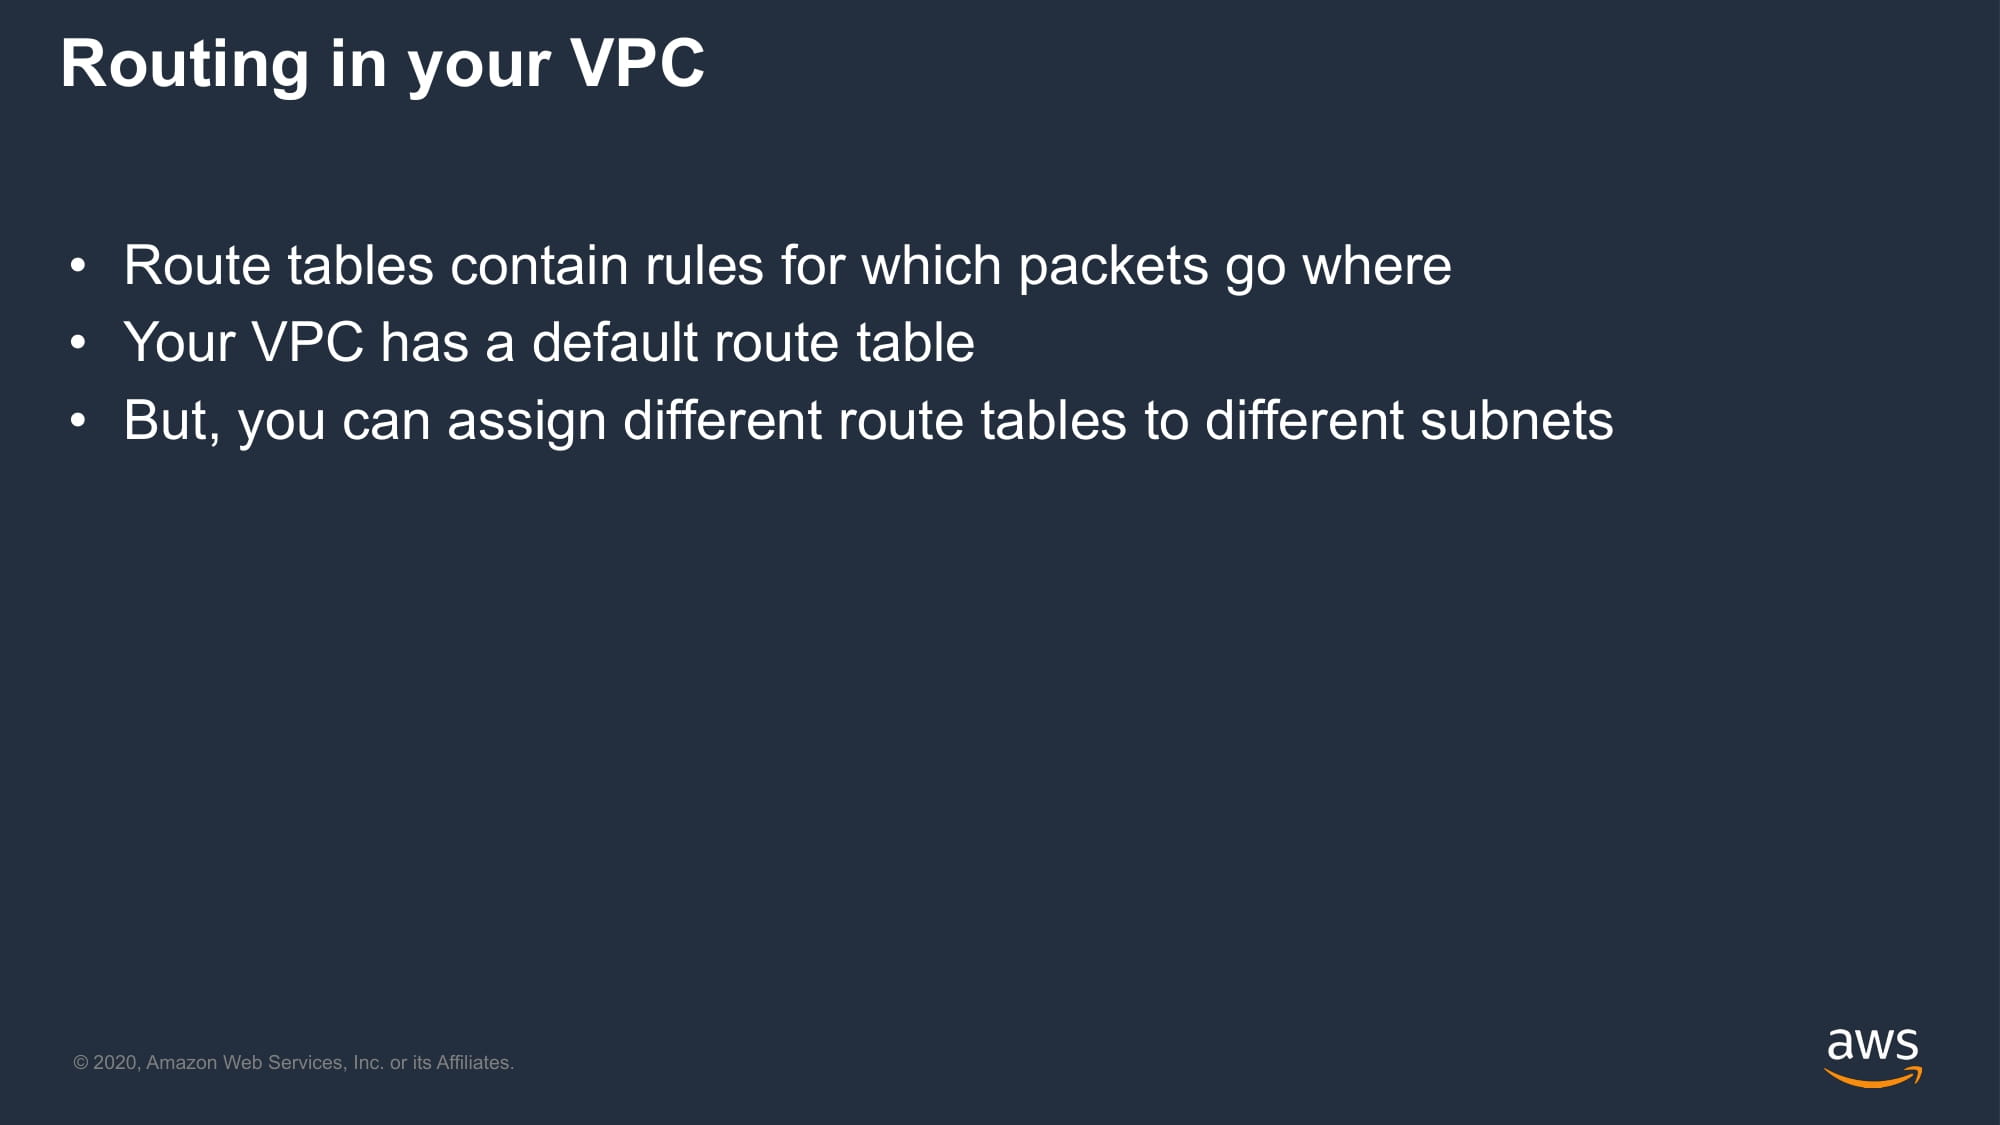 Routing in your VPC
• Route tables contain rules for which packets go where
• Your VPC has a default route table
• But, you can assign different route tables to different subnets
© 2020, Amazon Web Services, Inc. or its Affiliates.
aws